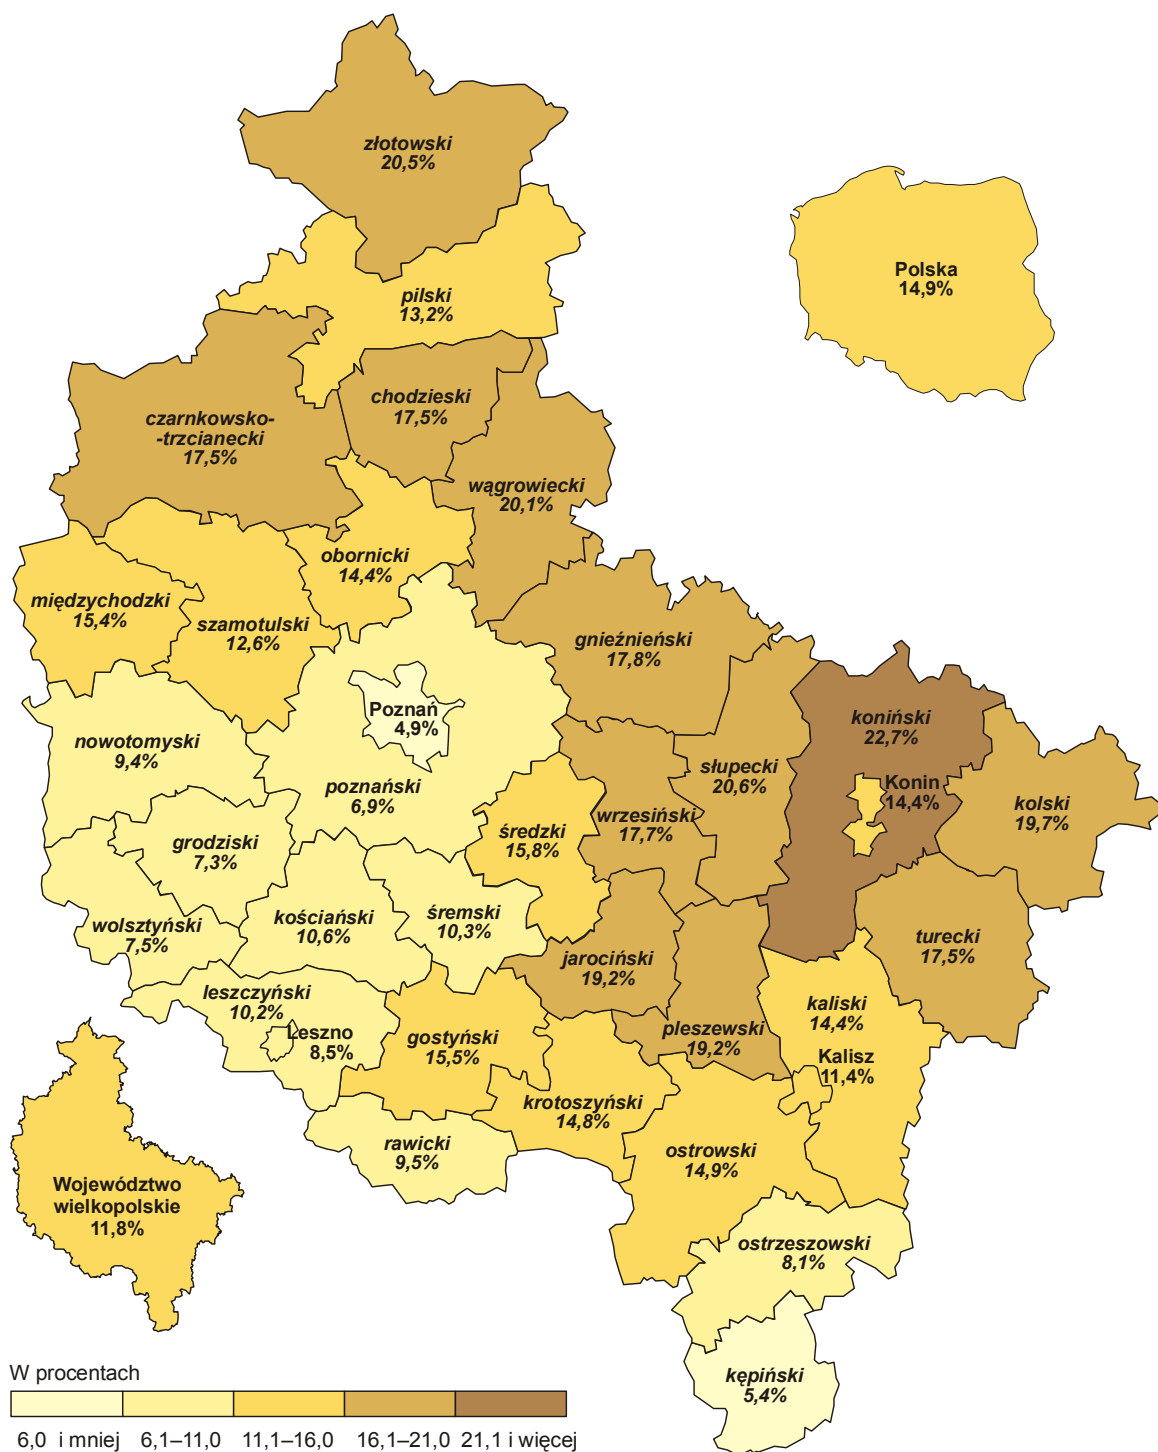 złotowski
20,5%
Polska
14,9%
pilski
13,2%
chodzieski
17,5%
czarnkowsko-
-trzcianecki
17,5%
wągrowiecki
20,1%
obornicki
14,4%
międzychodzki
15,4%
szamotulski
12,6%
gnieźnieński
17,8%
Poznań
4,9%
koniński
22,7%
nowotomyski
9,4%
słupecki
20,6%
Konin
14,4%
poznański
6,9%
kolski
19,7%
średzki
15,8%
wrzesiński
17,7%
grodziski
7,3%
kościański
10,6%
śremski
10,3%
wolsztyński
7,5%
turecki
17,5%
jarociński
19,2%
leszczyński
10,2%
kaliski
14,4%
Leszno
8,5%
gostyński
15,5%
pleszewski
19,2%
Kalisz
11,4%
krotoszyński
14,8%
rawicki
9,5%
ostrowski
14,9%
Województwo
wielkopolskie
11,8%
ostrzeszowski
8,1%
kępiński
5,4%
W procentach
6,0 i mniej 6,1–11,0 11,1–16,0 16,1–21,0 21,1 i więcej